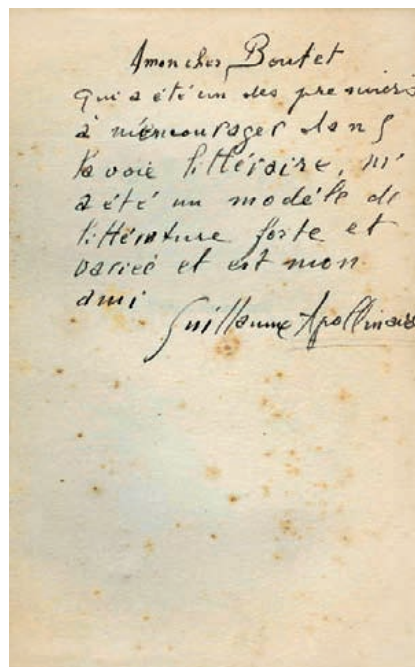 A mon cher Boutet
qui a été un des premiers
à m'encourager dans
la voie littéraire, m'
a été un modèle de
littérature forte et
variée et est mon
ami
Guillaume Apollinaire